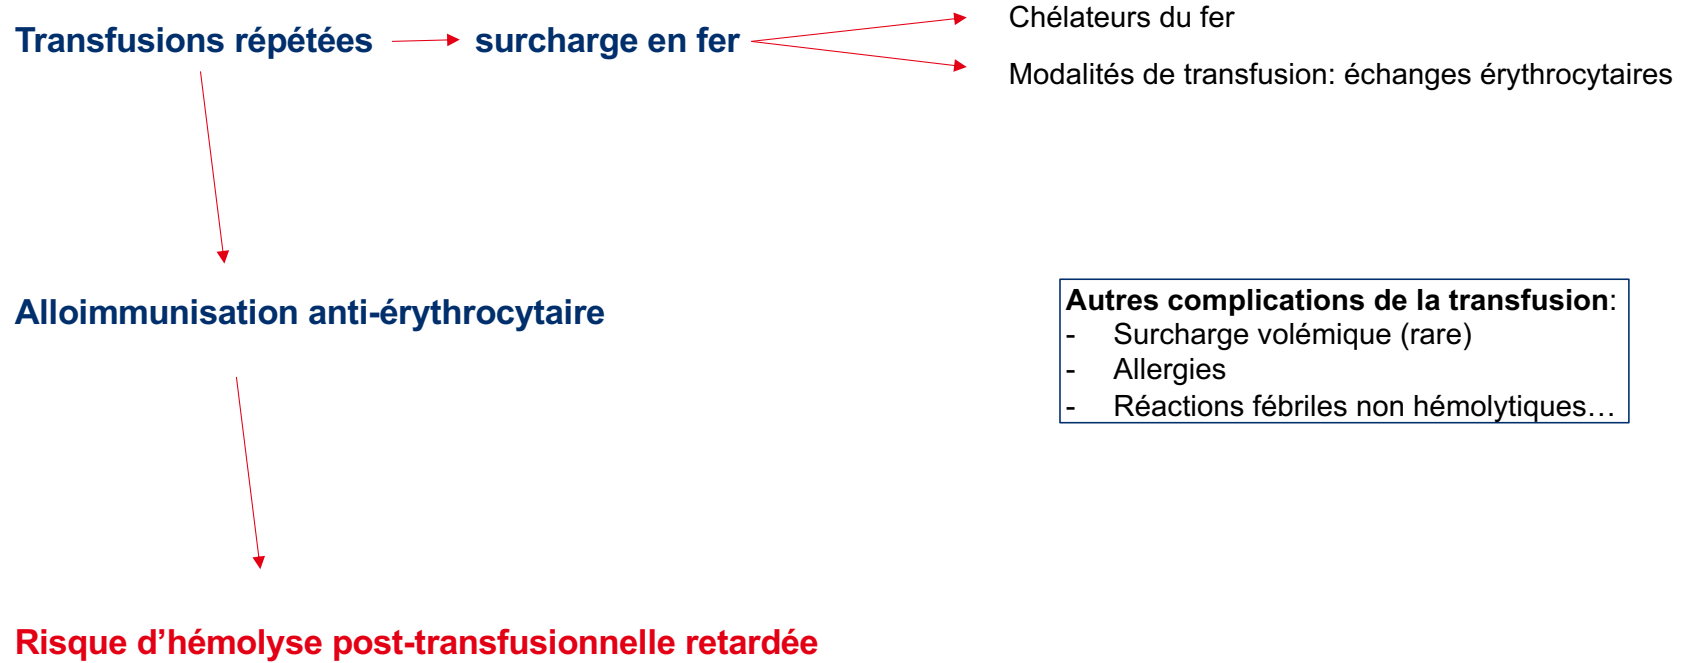 Chélateurs du fer
Transfusions répétées
surcharge en fer
Modalités de transfusion: échanges érythrocytaires
Alloimmunisation anti-érythrocytaire
Autres complications de la transfusion:
- Surcharge volémique (rare)
- Allergies
- Réactions fébriles non hémolytiques…
Risque d’hémolyse post-transfusionnelle retardée